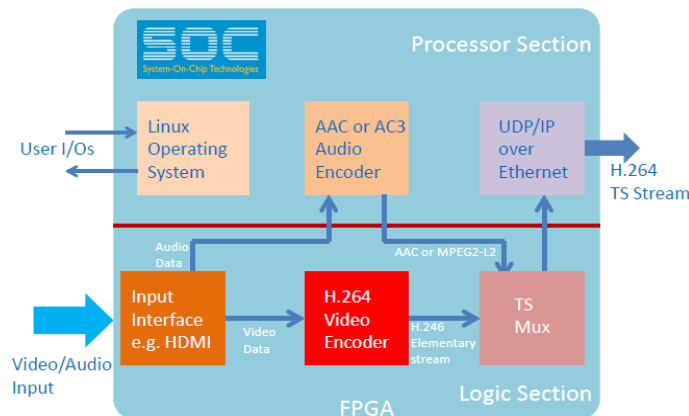 SOC
System-On-Chip Technologies
Processor Section
User I/Os
Linux
Operating
System
AAC or AC3
Audio
Encoder
UDP/IP
over
Ethernet
H.264
TS Stream
Audio
Data
AAC or MPEG2-L2
Video/Audio
Input
Input
Interface
e.g. HDMI
Video
Data
H.264
Video
Encoder
H.246
Elementary
stream
TS
Mux
Logic Section
FPGA